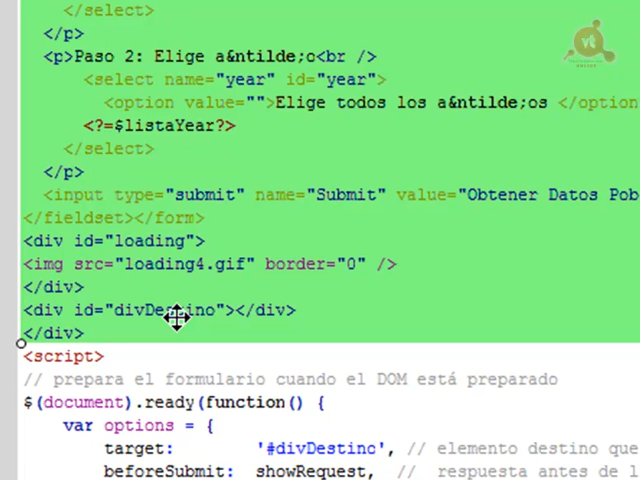 </select>
</p>
<p>Paso 2: Elige a&ntilde;o<br />
<select name="year" id="year">
<option value="">Elige todos los a&ntilde;os </option
<?=$listaYear?>
</select>
</p>
<input type="submit" name="Submit" value="Obtener Datos Pob
</fieldset></form>
<div id="loading">
<img src="loading4.gif" border="0" />
</div>
<div id="divDestino"></div>
</div>
<script>
// prepara el formulario cuando el DOM está preparado
$(document).ready(function() {
var options = {
target: '#divDestino', // elemento destino que
beforeSubmit: showRequest, // respuesta antes de l
vt